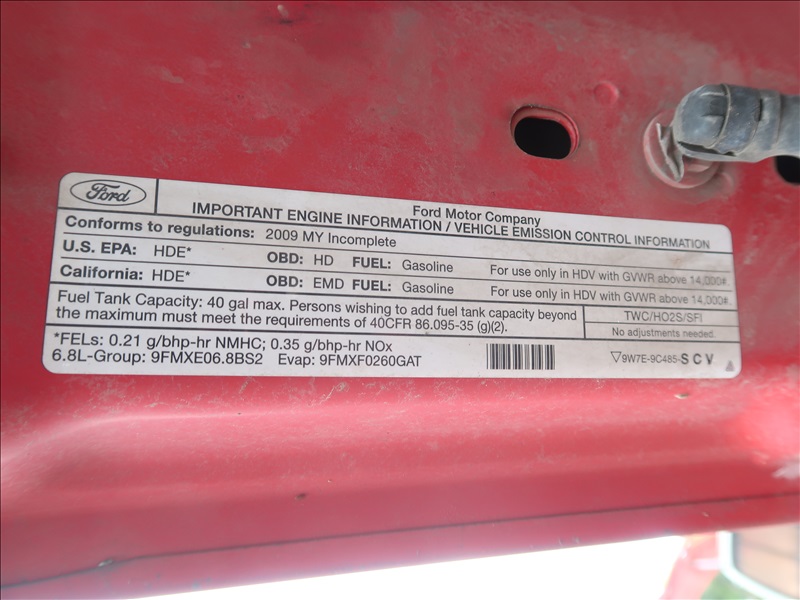 Ford
Ford Motor Company
IMPORTANT ENGINE INFORMATION / VEHICLE EMISSION CONTROL INFORMATION
Conforms to regulations: 2009 MY Incomplete
U.S. EPA: HDE* OBD: HD FUEL: Gasoline For use only in HDV with GVWR above 14,000#
California: HDE* OBD: EMD FUEL: Gasoline For use only in HDV with GVWR above 14,000#
Fuel Tank Capacity: 40 gal max. Persons wishing to add fuel tank capacity beyond
the maximum must meet the requirements of 40CFR 86.095-35 (g)(2).
TWC/HO2S/SFI
No adjustments needed.
*FELs: 0.21 g/bhp-hr NMHC; 0.35 g/bhp-hr NOx
6.8L-Group: 9FMXE06.8BS2 Evap: 9FMXF0260GAT
▽9W7E-9C485-S C V